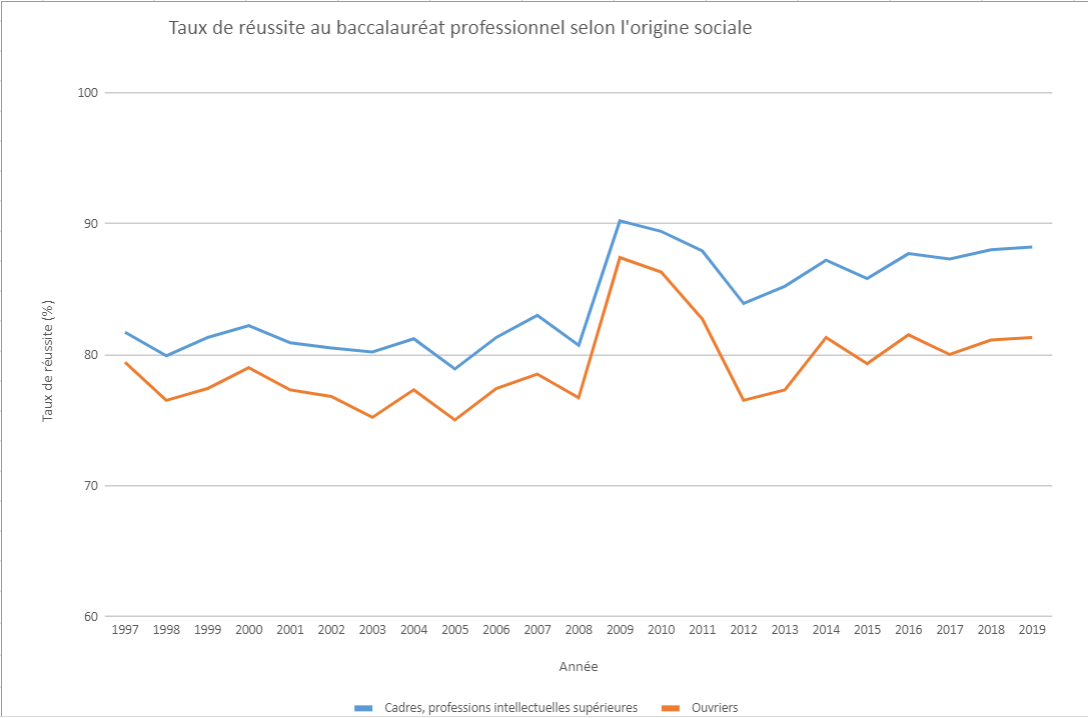 Taux de réussite au baccalauréat professionnel selon l'origine sociale
100
90
80
70
60
Taux de réussite (%)
1997 1998 1999 2000 2001 2002 2003 2004 2005 2006 2007 2008 2009 2010 2011 2012 2013 2014 2015 2016 2017 2018 2019
Année
Cadres, professions intellectuelles supérieures Ouvriers